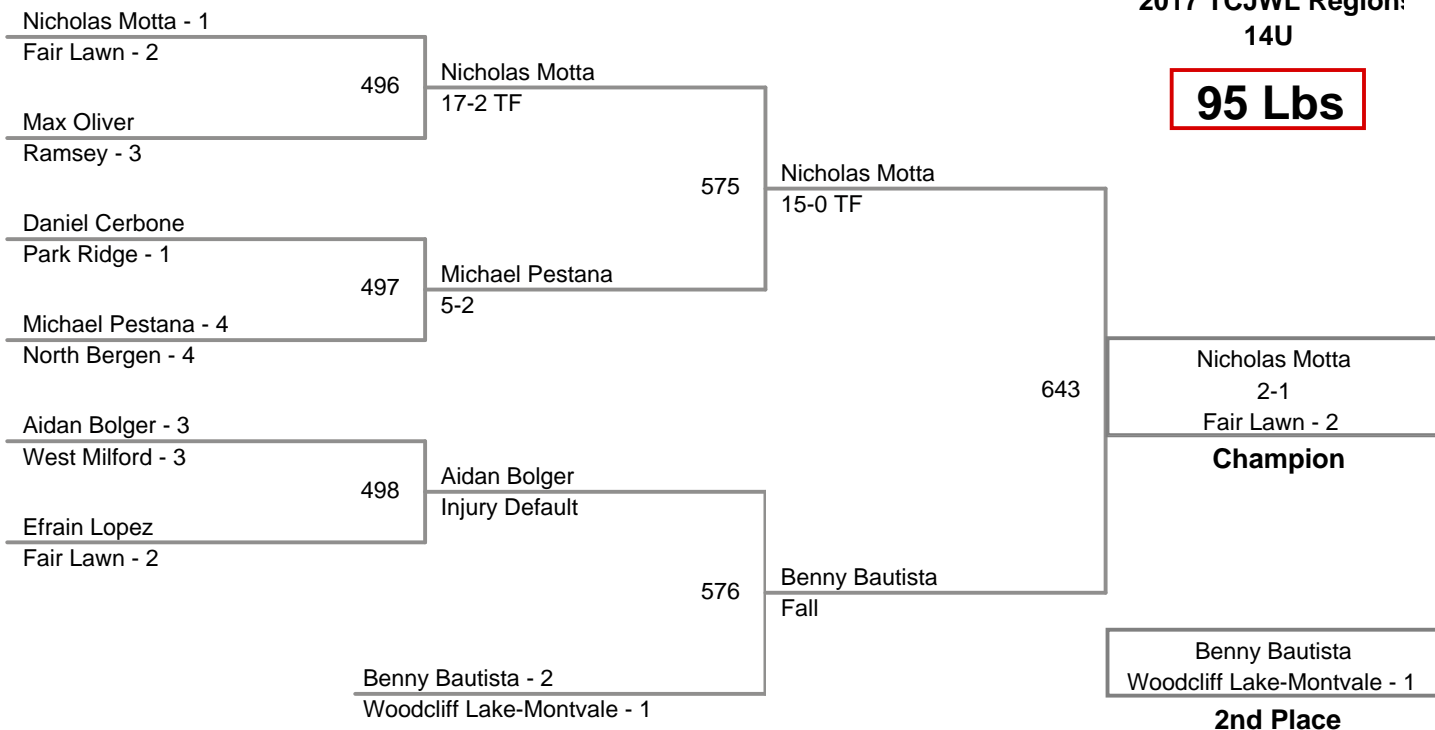 2017 TCJWL Regions
14U
95 Lbs
Nicholas Motta - 1
Fair Lawn - 2
496
Max Oliver
Ramsey - 3
Nicholas Motta
17-2 TF
Daniel Cerbone
Park Ridge - 1
497
Michael Pestana - 4
North Bergen - 4
Michael Pestana
5-2
575
Nicholas Motta
15-0 TF
Aidan Bolger - 3
West Milford - 3
498
Efrain Lopez
Fair Lawn - 2
Aidan Bolger
Injury Default
576
Benny Bautista - 2
Woodcliff Lake-Montvale - 1
Benny Bautista
Fall
643
Nicholas Motta
2-1
Fair Lawn - 2
Champion
Benny Bautista
Woodcliff Lake-Montvale - 1
2nd Place